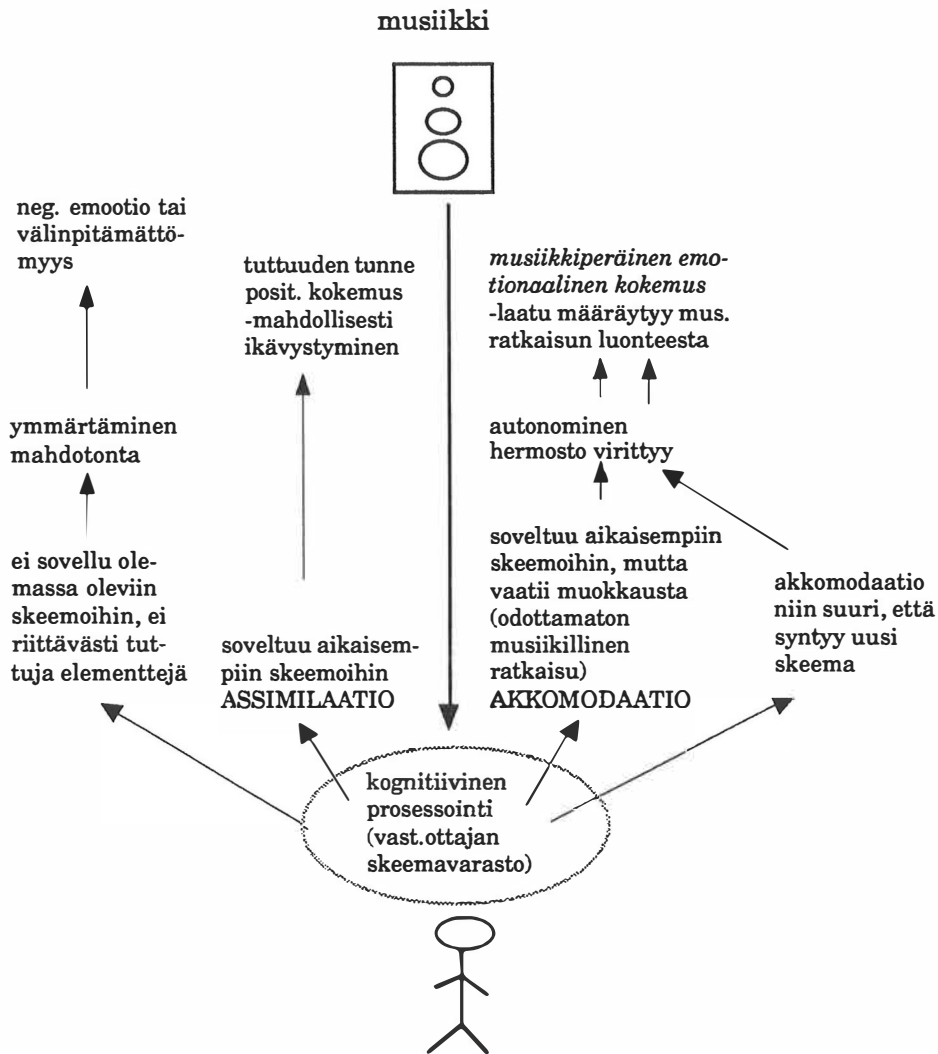 musiikki
neg. emootio tai
välinpitämättö-
myys
tuttuuden tunne
posit. kokemus
-mahdollisesti
ikävystyminen
musiikkiperäinen emo-
tionaalinen kokemus
-laatu määräytyy mus.
ratkaisun luonteesta
ymmärtäminen
mahdotonta
autonominen
hermosto virittyy
ei sovellu ole-
massa oleviin
skeemoihin, ei
riittävästi tut-
tuja elementtejä
soveltuu aikaisem-
piin skeemoihin
ASSIMILAATIO
soveltuu aikaisempiin
skeemoihin, mutta
vaatii muokkausta
(odottamaton
musiikillinen
ratkaisu)
AKKOMODAATIO
akkomodaatio
niin suuri, että
syntyy uusi
skeema
kognitiivinen
prosessointi
(vast.ottajan
skeemavarasto)